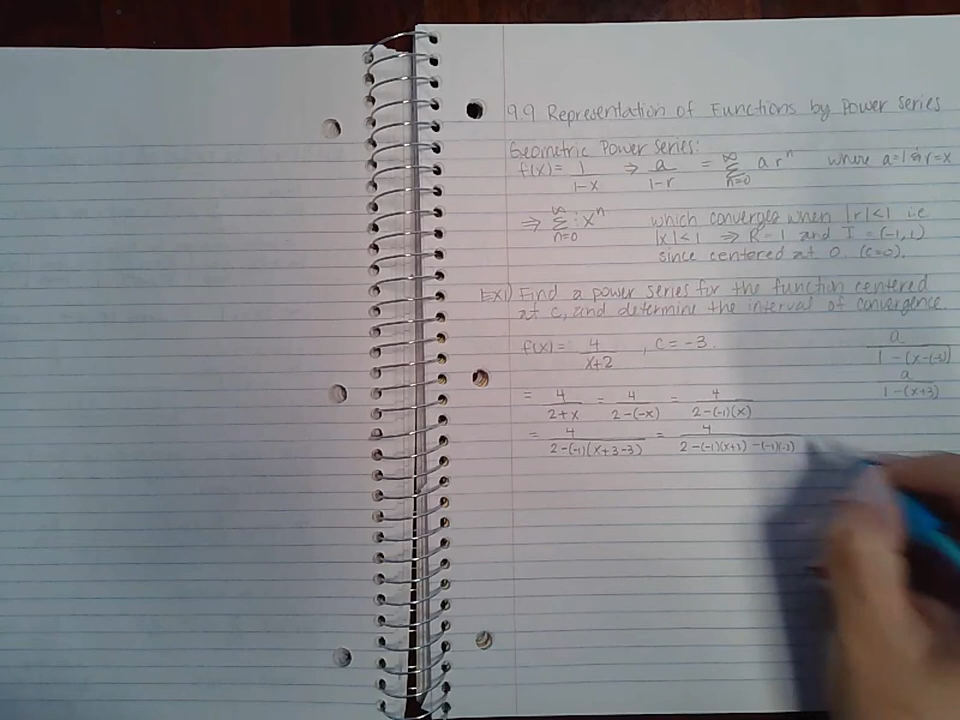 9.9 Representation of Functions by Power Series
Geometric Power Series:
f(x) = 1/(1-x) ⇒ a/(1-r) = ∞ Σ n=0 a r^n where a=1 & r=x
⇒ ∞ Σ n=0 x^n which converges when |r|<1 i.e
|x|<1 ⇒ R=1 and I = (-1,1)
since centered at 0. (c=0).
EX1) Find a power series for the function centered
at c, and determine the interval of convergence
f(x) = 4/(x+2) , c = -3. a/(1-(x-(-3))
a/(1-(x+3)
= 4/(2+x) = 4/(2-(-x)) = 4/(2-(-1)(x))
= 4/(2-(-1)(x+3-3)) = 4/(2-(-1)(x+3)-(-1)(-3))